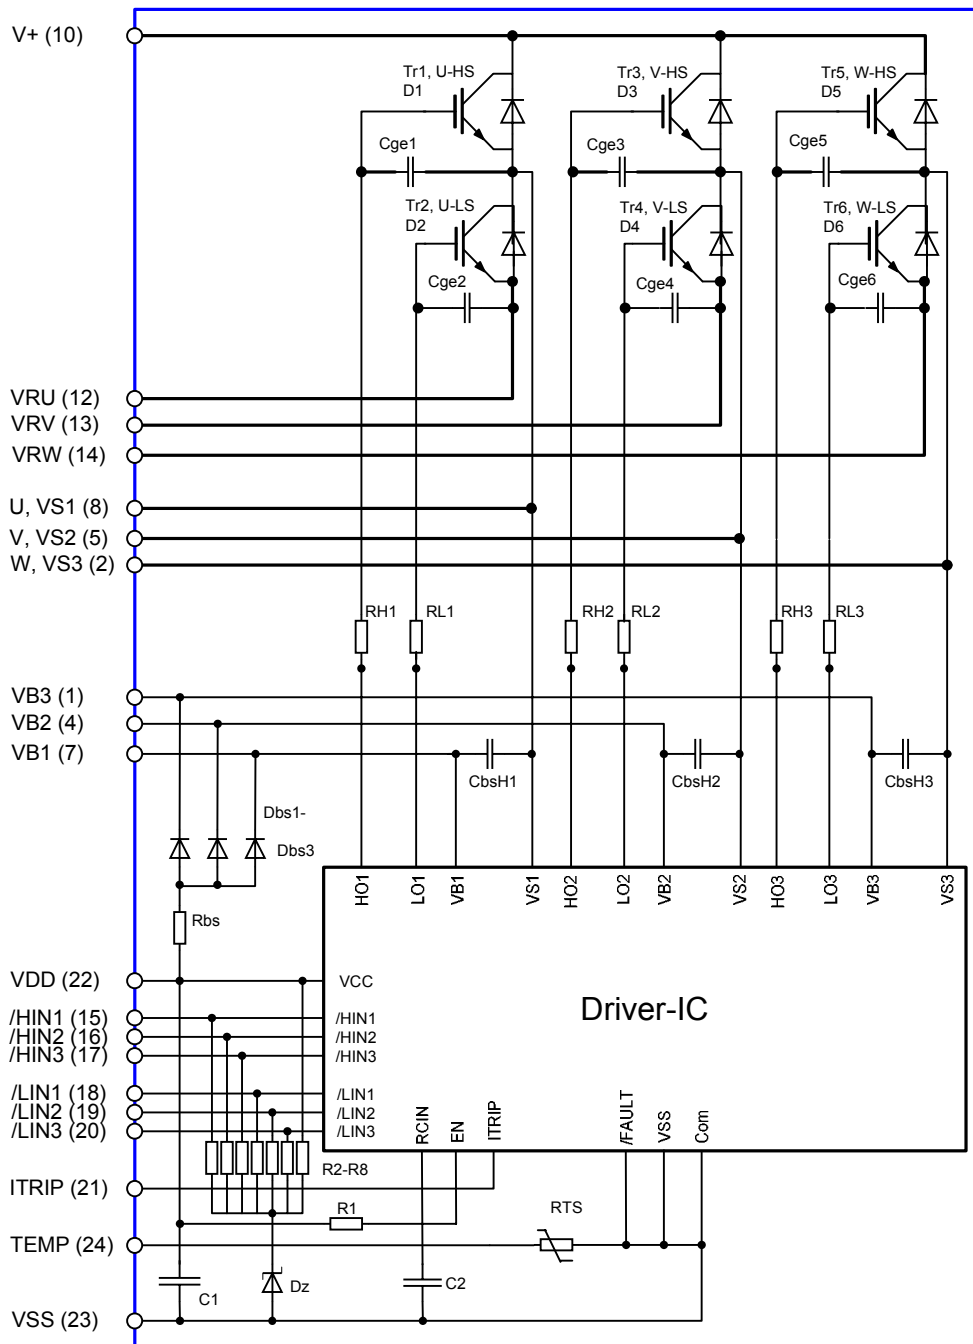 V+ (10)
Tr1, U-HS
D1
Tr3, V-HS
D3
Tr5, W-HS
D5
Cge1
Cge3
Cge5
Tr2, U-LS
D2
Tr4, V-LS
D4
Tr6, W-LS
D6
Cge2
Cge4
Cge6
VRU (12)
VRV (13)
VRW (14)
U, VS1 (8)
V, VS2 (5)
W, VS3 (2)
RH1
RL1
RH2
RL2
RH3
RL3
VB3 (1)
VB2 (4)
VB1 (7)
CbsH1
CbsH2
CbsH3
Dbs1-
Dbs3
HO1
LO1
VB1
VS1
HO2
LO2
VB2
VS2
HO3
LO3
VB3
VS3
Rbs
VDD (22)
VCC
Driver-IC
/HIN1 (15)
/HIN1
/HIN2 (16)
/HIN2
/HIN3 (17)
/HIN3
/LIN1 (18)
/LIN1
/LIN2 (19)
/LIN2
/LIN3 (20)
/LIN3
RCIN
EN
ITRIP
/FAULT
VSS
Com
R2-R8
ITRIP (21)
R1
RTS
TEMP (24)
C1
Dz
C2
VSS (23)